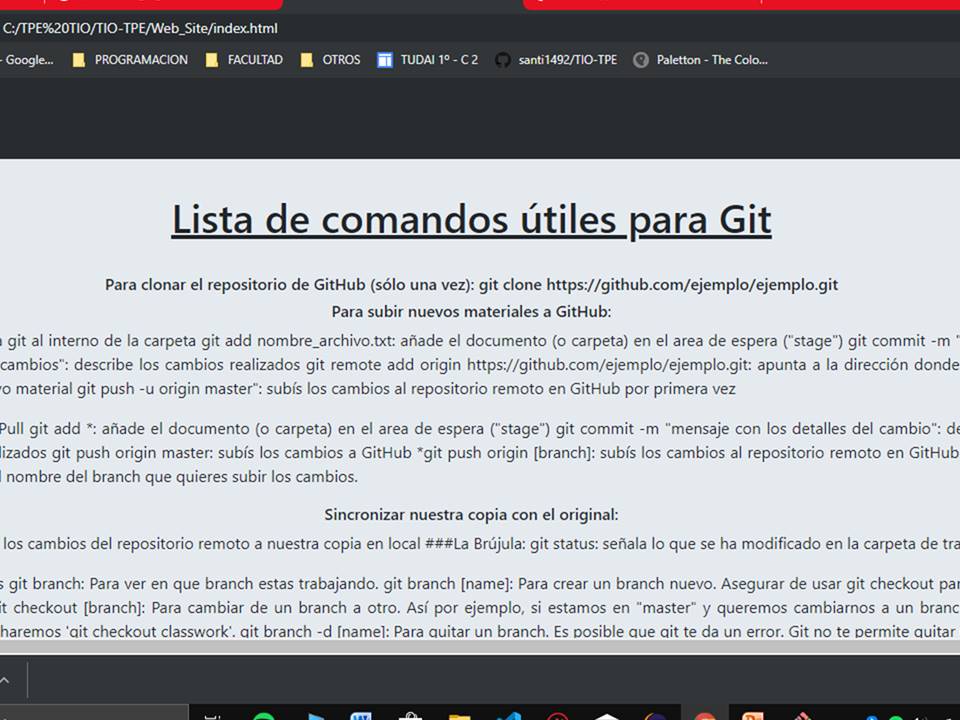 C:/TPE%20TIO/TIO-TPE/Web_Site/index.html
- Google... PROGRAMACION FACULTAD OTROS TUDAI 1º - C 2 santi1492/TIO-TPE Paletton - The Colo...
Lista de comandos útiles para Git
Para clonar el repositorio de GitHub (sólo una vez): git clone https://github.com/ejemplo/ejemplo.git
Para subir nuevos materiales a GitHub:
git al interno de la carpeta git add nombre_archivo.txt: añade el documento (o carpeta) en el area de espera ("stage") git commit -m "
cambios": describe los cambios realizados git remote add origin https://github.com/ejemplo/ejemplo.git: apunta a la dirección donde
vo material git push -u origin master": subís los cambios al repositorio remoto en GitHub por primera vez
Pull git add *: añade el documento (o carpeta) en el area de espera ("stage") git commit -m "mensaje con los detalles del cambio": de
lizados git push origin master: subís los cambios a GitHub *git push origin [branch]: subís los cambios al repositorio remoto en GitHub
l nombre del branch que quieres subir los cambios.
Sincronizar nuestra copia con el original:
los cambios del repositorio remoto a nuestra copia en local ###La Brújula: git status: señala lo que se ha modificado en la carpeta de tra
s git branch: Para ver en que branch estas trabajando. git branch [name]: Para crear un branch nuevo. Asegurar de usar git checkout par
it checkout [branch]: Para cambiar de un branch a otro. Así por ejemplo, si estamos en "master" y queremos cambiarnos a un branc
haremos 'git checkout classwork'. git branch -d [name]: Para quitar un branch. Es posible que git te da un error. Git no te permite quitar